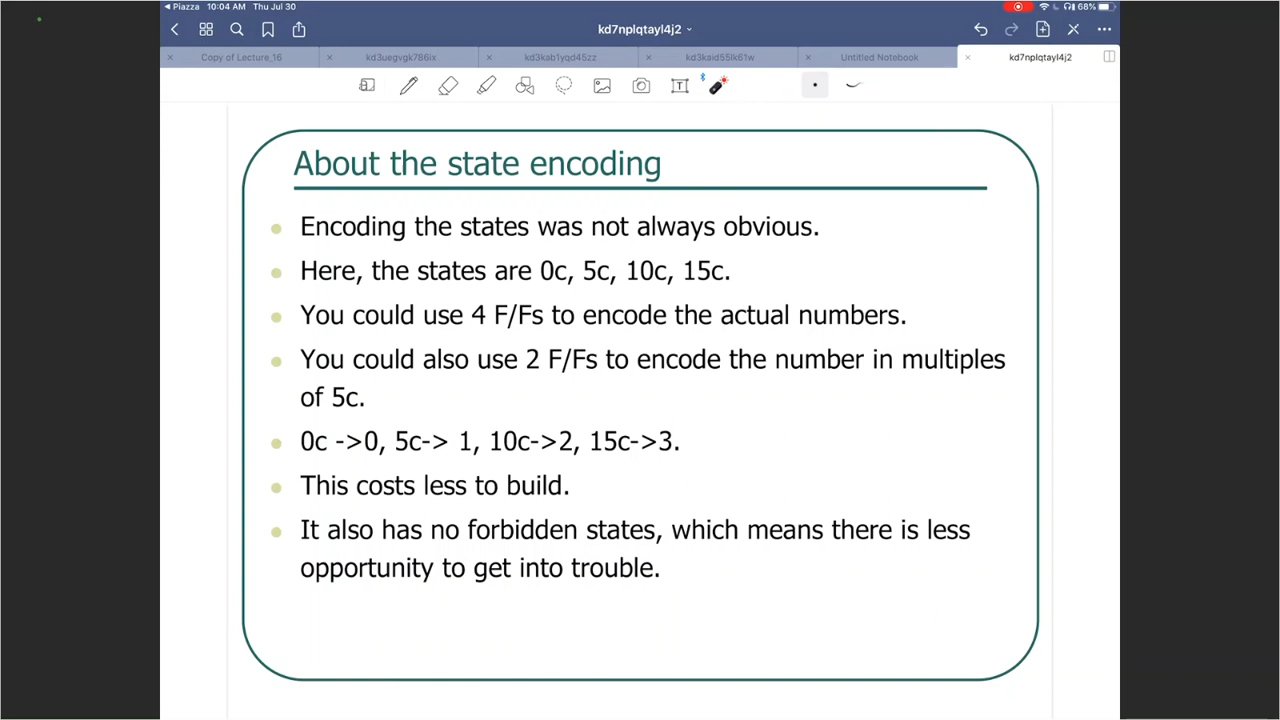 Piazza 10:04 AM Thu Jul 30 68%
kd7nplqtayl4j2
Copy of Lecture_16 kd3uegvgk786ix kd3kab1yqd45zz kd3kaid55lk61w Untitled Notebook kd7nplqtayl4j2
T
About the state encoding
Encoding the states was not always obvious.
Here, the states are 0c, 5c, 10c, 15c.
You could use 4 F/Fs to encode the actual numbers.
You could also use 2 F/Fs to encode the number in multiples
of 5c.
0c ->0, 5c-> 1, 10c->2, 15c->3.
This costs less to build.
It also has no forbidden states, which means there is less
opportunity to get into trouble.